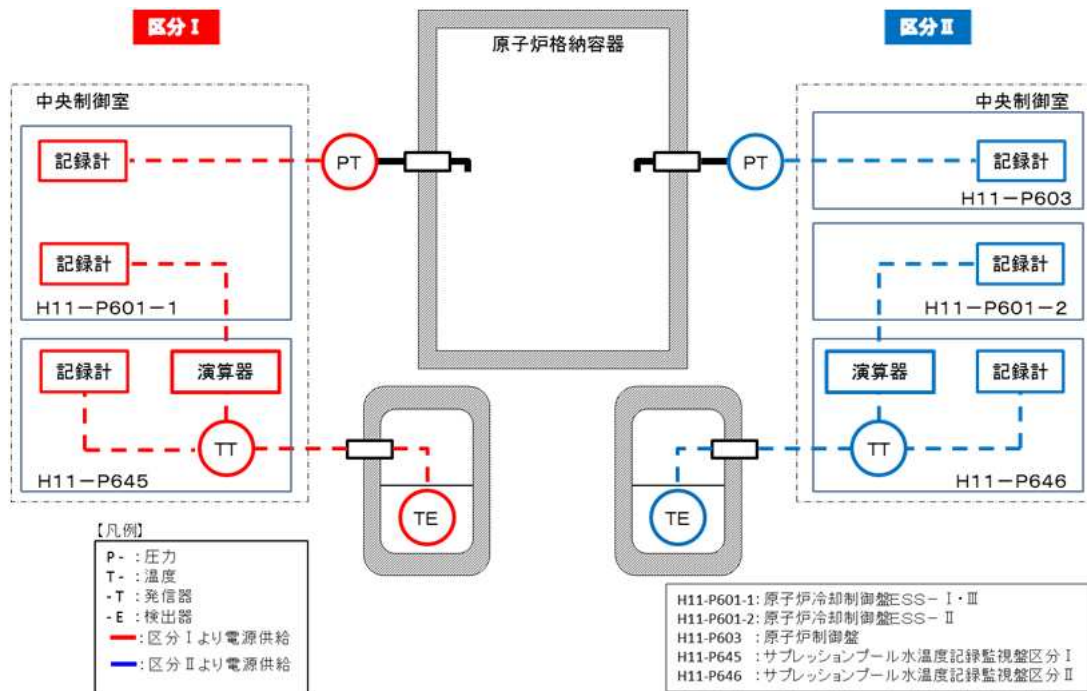 区分Ⅰ
原子炉格納容器
区分Ⅱ
中央制御室
記録計
PT
記録計
H11-P601-1
記録計
演算器
TT
H11-P645
TE
中央制御室
PT
記録計
H11-P603
記録計
H11-P601-2
演算器
記録計
TT
H11-P646
TE
【凡例】
P- :圧力
T- :温度
-T :発信器
-E :検出器
:区分Ⅰより電源供給
:区分Ⅱより電源供給
H11-P601-1:原子炉冷却制御盤ESS-Ⅰ・Ⅲ
H11-P601-2:原子炉冷却制御盤ESS-Ⅱ
H11-P603 :原子炉制御盤
H11-P645 :サプレッションプール水温度記録監視盤区分Ⅰ
H11-P646 :サプレッションプール水温度記録監視盤区分Ⅱ